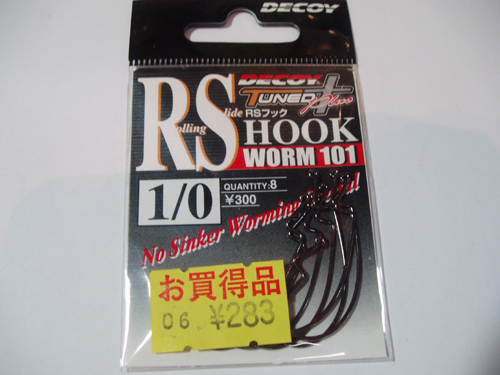 DECOY
DECOY
TUNED Plus
RS
Rolling Slide RSフック
HOOK
WORM 101
1/0
QUANTITY:8
¥300
No Sinker Worming Special
お買得品
06 ¥283